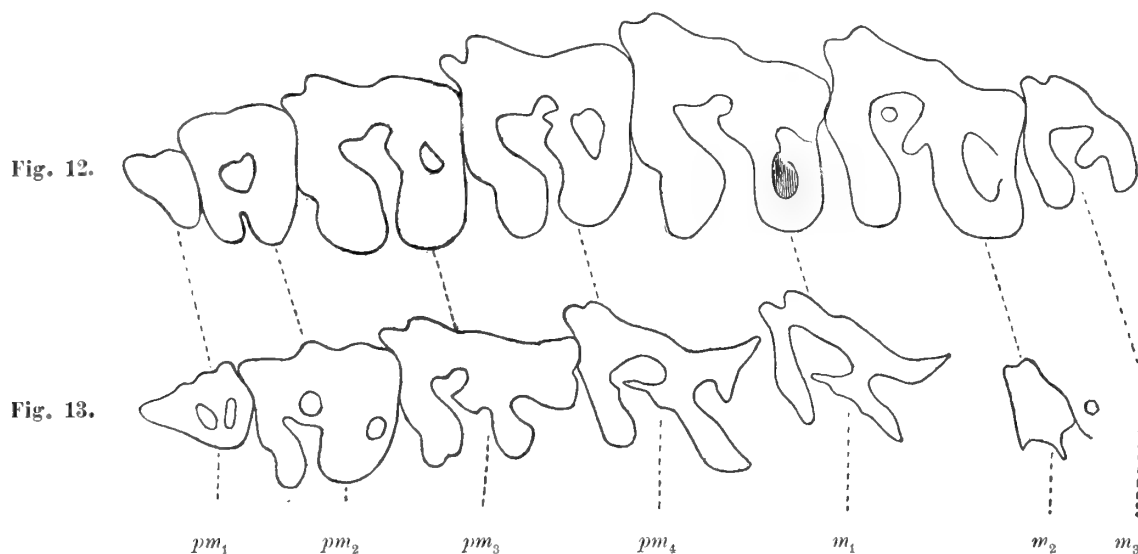 Fig. 12.
Fig. 13.
pm₁ pm₂ pm₃ pm₄ m₁ m₂ m₃